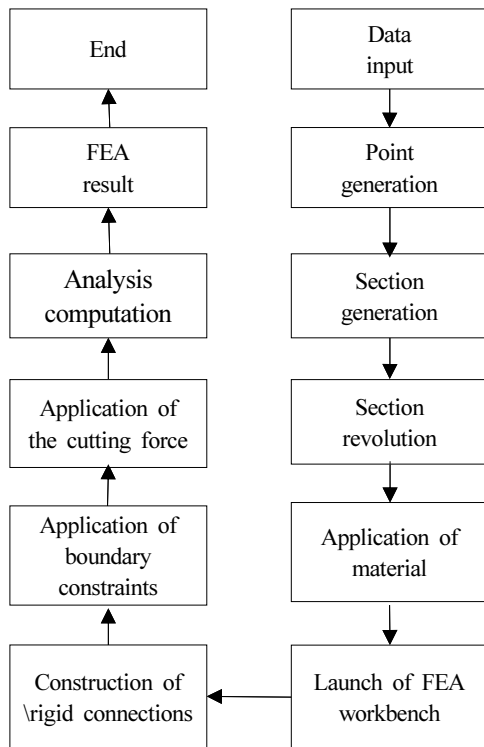 Data
input
Point
generation
Section
generation
Section
revolution
Application of
material
Launch of FEA
workbench
Construction of
\rigid connections
Application of
boundary
constraints
Application of
the cutting force
Analysis
computation
FEA
result
End